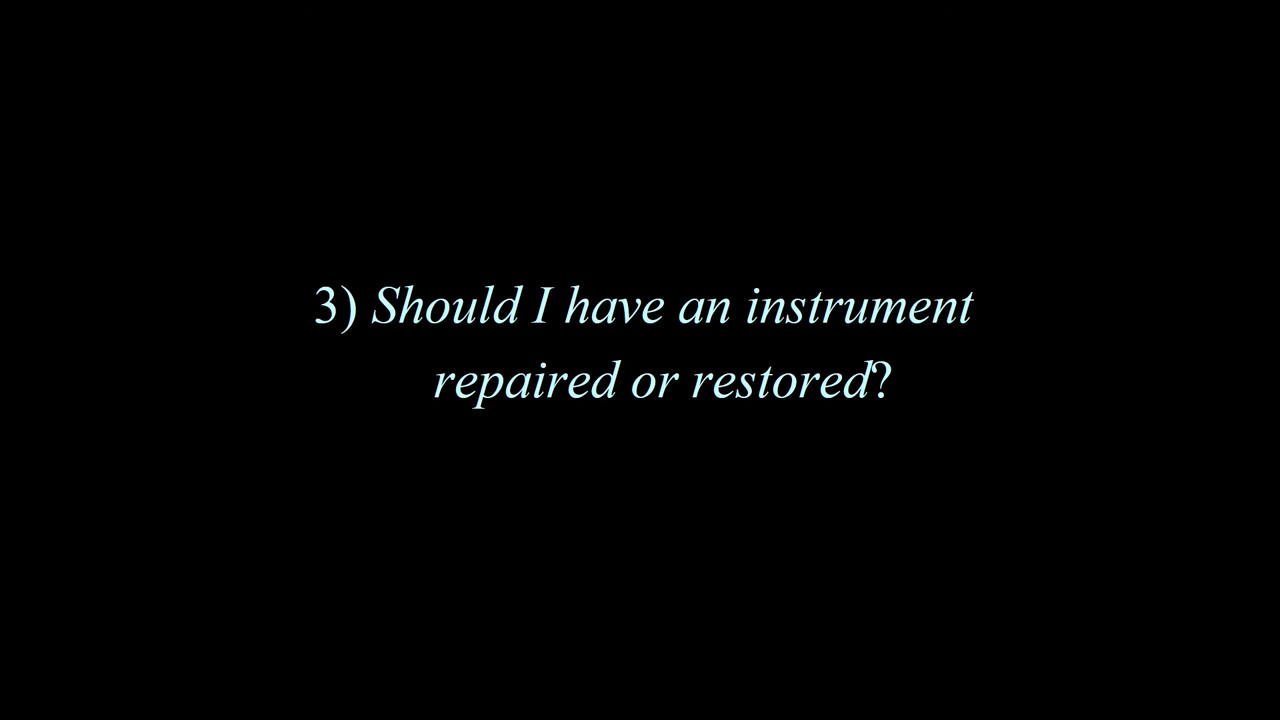 3) Should I have an instrument
repaired or restored?